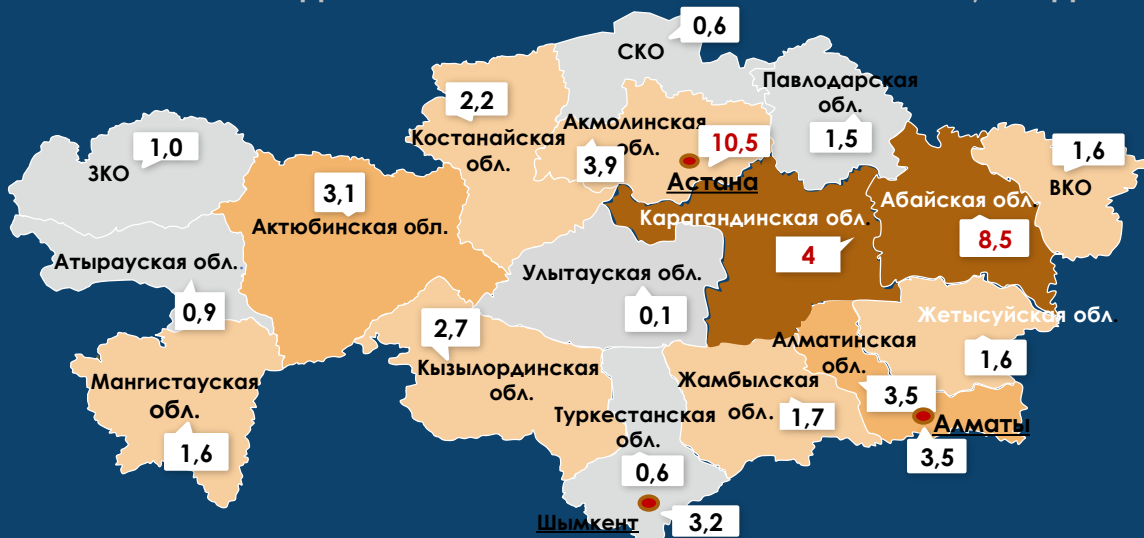 0,6
СКО
Павлодарская
обл.
1,5
2,2
Костанайская
обл.
Акмолинская
обл.
3,9
10,5
Астана
1,0
ЗКО
3,1
Актюбинская обл.
1,6
ВКО
Абайская обл.
8,5
Карагандинская обл.
4
Атырауская обл..
0,9
Улытауская обл.
0,1
Жетысуйская обл.
1,6
2,7
Кызылординская
обл.
Алматинская
обл.
3,5
Алматы
3,5
Жамбылская
обл.
1,7
Мангистауская
обл.
1,6
Туркестанская
обл.
0,6
Шымкент
3,2